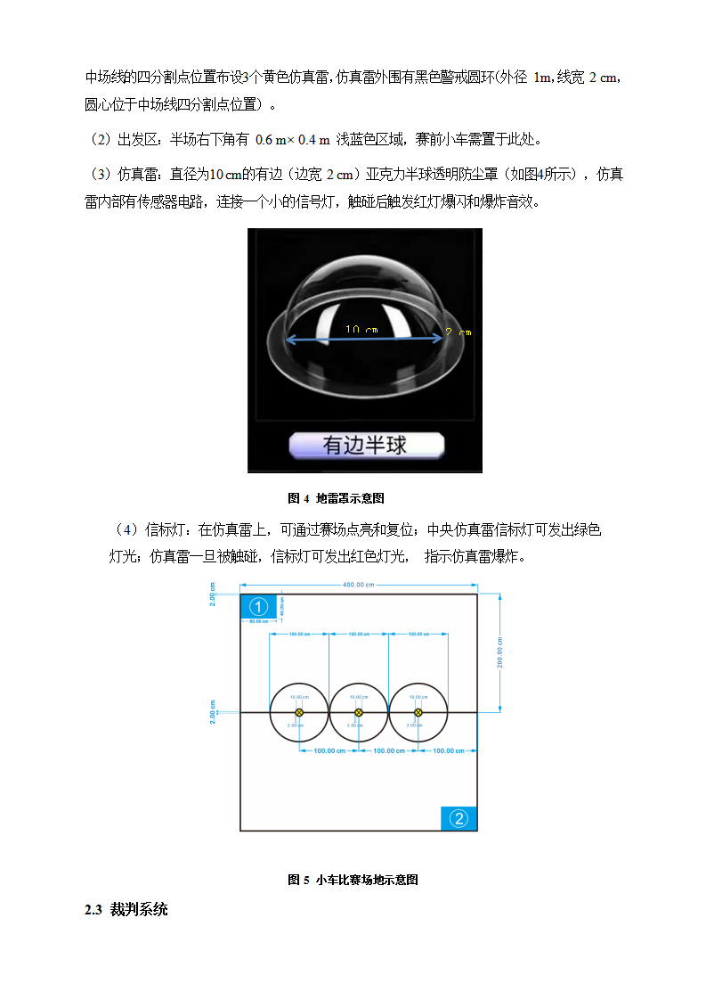 中场线的四分割点位置布设3个黄色仿真雷，仿真雷外围有黑色警戒圆环（外径 1m，线宽 2 cm，
圆心位于中场线四分割点位置）。
（2）出发区：半场右下角有 0.6 m× 0.4 m 浅蓝色区域，赛前小车需置于此处。
（3）仿真雷：直径为10 cm的有边（边宽 2 cm）亚克力半球透明防尘罩（如图4所示），仿真
雷内部有传感器电路，连接一个小的信号灯，触碰后触发红灯爆闪和爆炸音效。
10 cm
2 cm
有边半球
图 4 地雷罩示意图
（4）信标灯：在仿真雷上，可通过赛场点亮和复位；中央仿真雷信标灯可发出绿色
灯光；仿真雷一旦被触碰，信标灯可发出红色灯光， 指示仿真雷爆炸。
400.00 cm
2.00 cm
①
40.00 cm
60.00 cm
100.00 cm 100.00 cm 100.00 cm
200.00 cm
10.00 cm 10.00 cm 10.00 cm
2.00 cm
2.00 cm 2.00 cm 2.00 cm
100.00 cm 100.00 cm 100.00 cm
②
图 5 小车比赛场地示意图
2.3 裁判系统